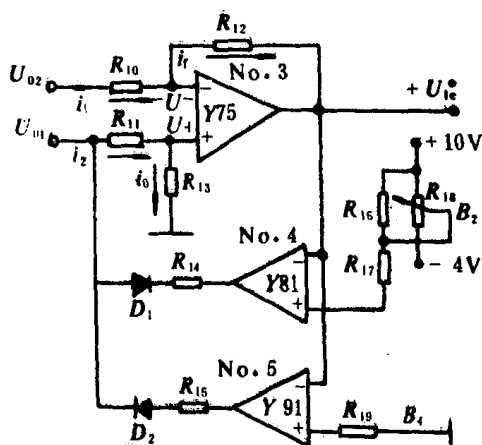 R12
if
No.3
U02
R10
i1
U-
Y75
+ U1c
U01
R11
U+
i2
i0
R13
+ 10V
R16
R18
B2
No.4
R17
R14
Y81
- 4V
D1
No.5
R15
Y91
D2
R19
B4